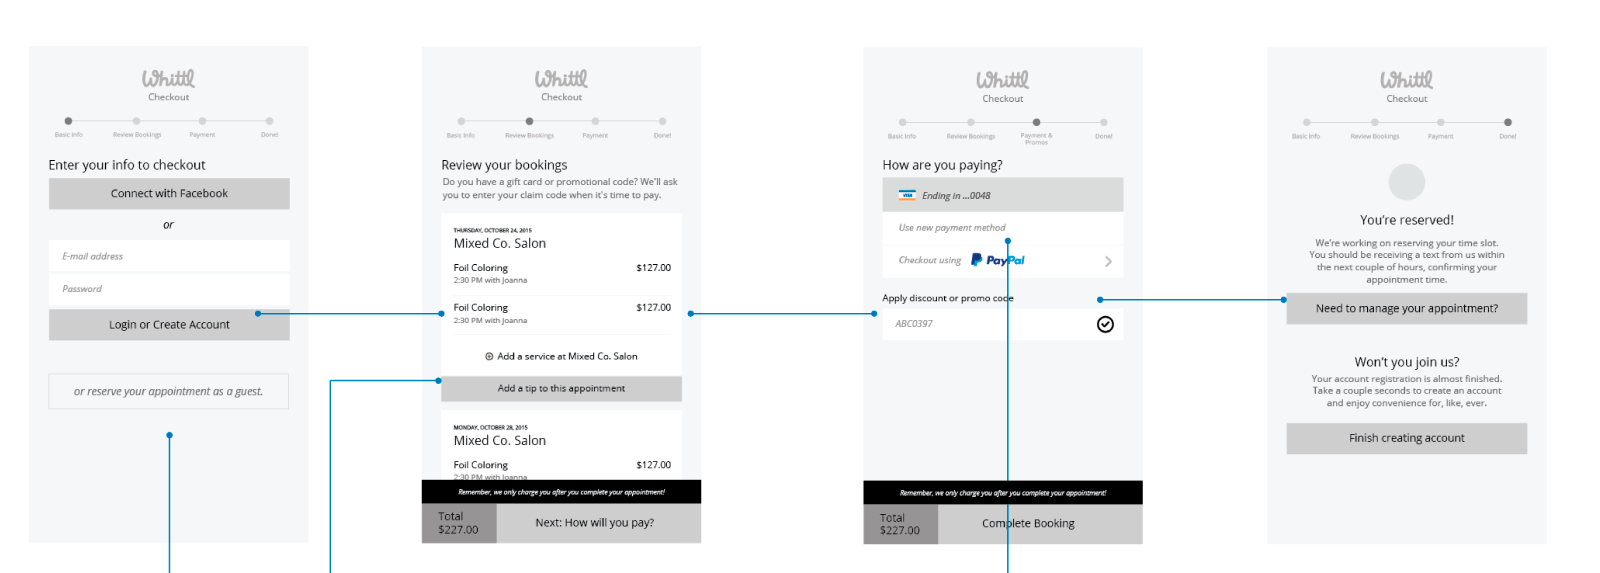 Whittl
Checkout
Basic Info Review Bookings Payment Done!
Enter your info to checkout
Connect with Facebook
or
E-mail address
Password
Login or Create Account
or reserve your appointment as a guest.
Whittl
Checkout
Basic Info Review Bookings Payment Done!
Review your bookings
Do you have a gift card or promotional code? We'll ask
you to enter your claim code when it's time to pay.
THURSDAY, OCTOBER 24, 2015
Mixed Co. Salon
Foil Coloring $127.00
2:30 PM with Joanna
Foil Coloring $127.00
2:30 PM with Joanna
Add a service at Mixed Co. Salon
Add a tip to this appointment
MONDAY, OCTOBER 28, 2015
Mixed Co. Salon
Foil Coloring $127.00
2:30 PM with Joanna
Remember, we only charge you after you complete your appointment!
Total
$227.00
Next: How will you pay?
Whittl
Checkout
Basic Info Review Bookings Payment & Promos Done!
How are you paying?
VISA Ending in ...0048
Use new payment method
Checkout using PayPal
Apply discount or promo code
ABC0397
Remember, we only charge you after you complete your appointment!
Total
$227.00
Complete Booking
Whittl
Checkout
Basic Info Review Bookings Payment Done!
You're reserved!
We're working on reserving your time slot.
You should be receiving a text from us within
the next couple of hours, confirming your
appointment time.
Need to manage your appointment?
Won't you join us?
Your account registration is almost finished.
Take a couple seconds to create an account
and enjoy convenience for, like, ever.
Finish creating account